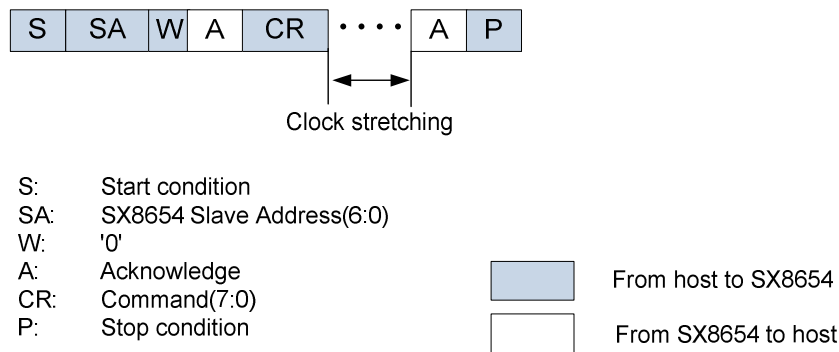 S SA W A CR A P
Clock stretching
S: Start condition
SA: SX8654 Slave Address(6:0)
W: '0'
A: Acknowledge
CR: Command(7:0)
P: Stop condition
From host to SX8654
From SX8654 to host